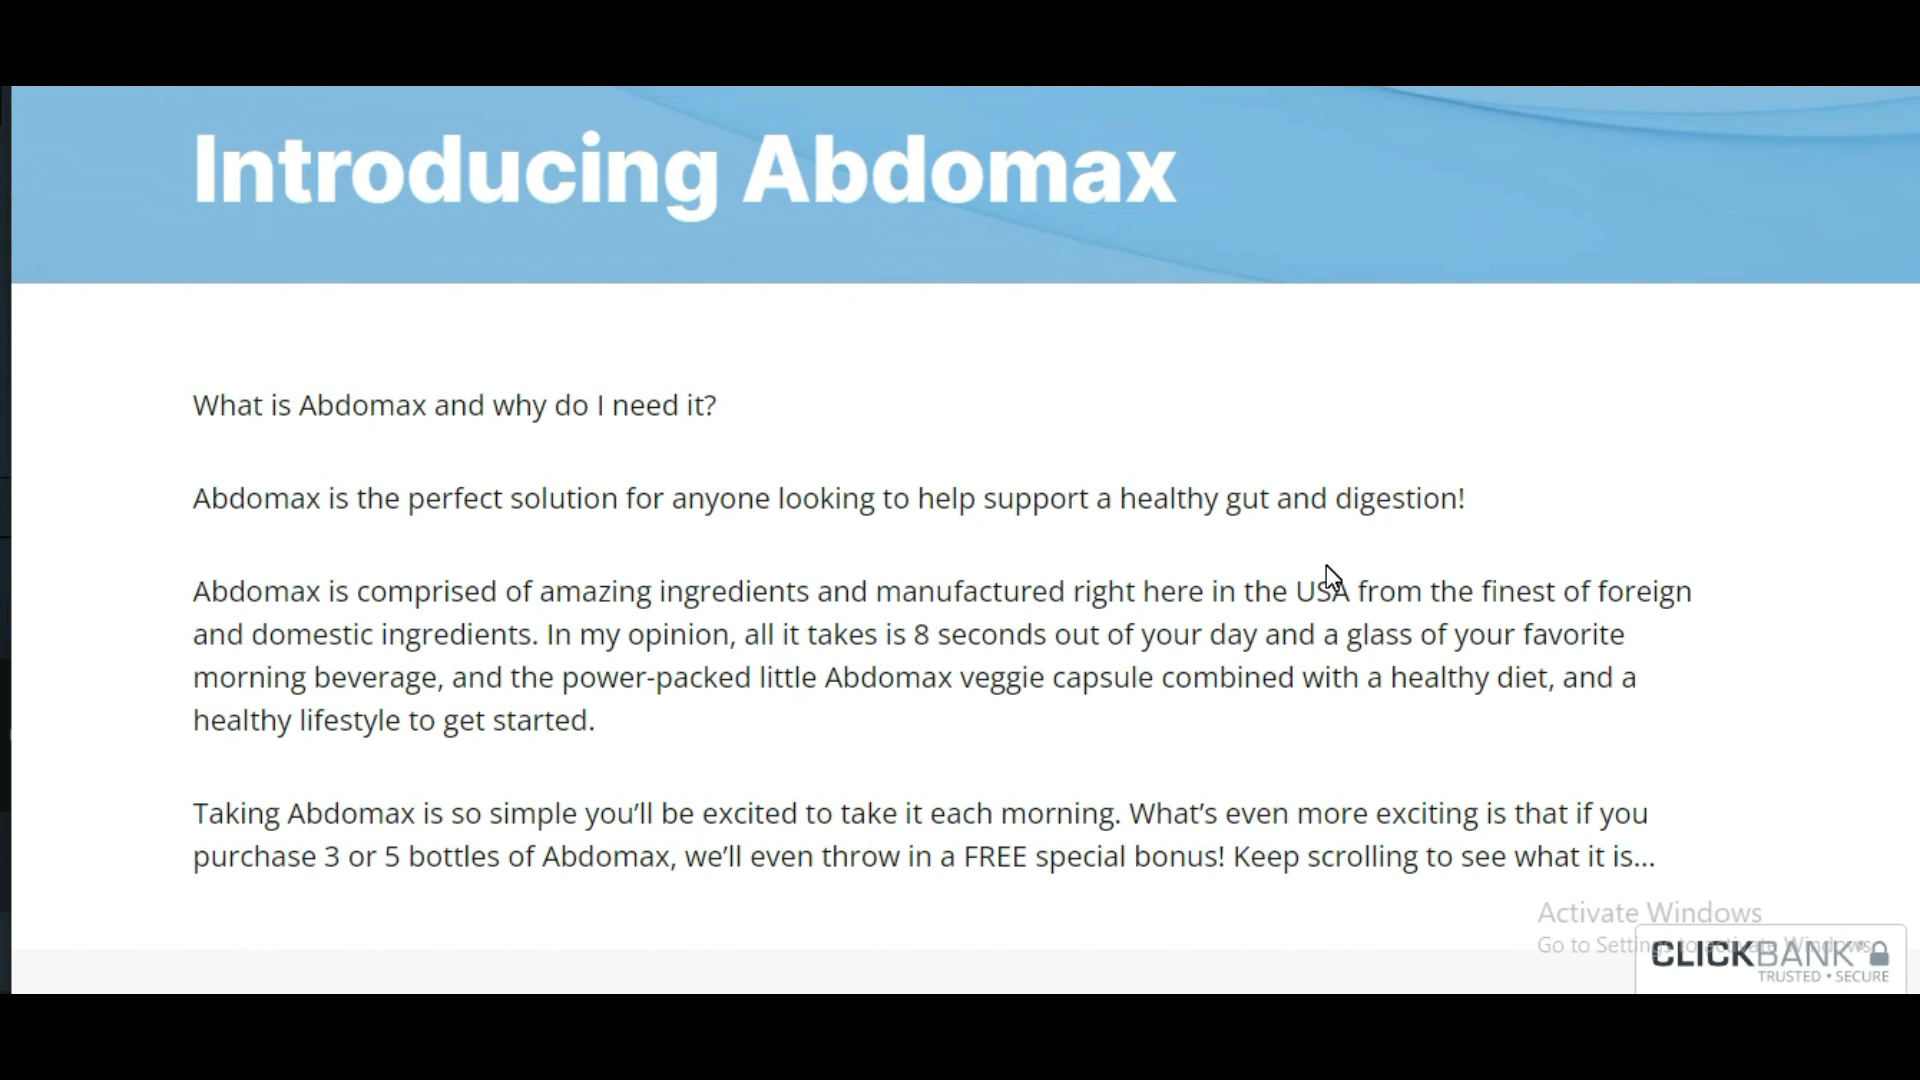 Introducing Abdomax
What is Abdomax and why do I need it?
Abdomax is the perfect solution for anyone looking to help support a healthy gut and digestion!
Abdomax is comprised of amazing ingredients and manufactured right here in the USA from the finest of foreign
and domestic ingredients. In my opinion, all it takes is 8 seconds out of your day and a glass of your favorite
morning beverage, and the power-packed little Abdomax veggie capsule combined with a healthy diet, and a
healthy lifestyle to get started.
Taking Abdomax is so simple you’ll be excited to take it each morning. What’s even more exciting is that if you
purchase 3 or 5 bottles of Abdomax, we’ll even throw in a FREE special bonus! Keep scrolling to see what it is...
Activate Windows
Go to Settings to activate Windows.
CLICKBANK®
TRUSTED • SECURE